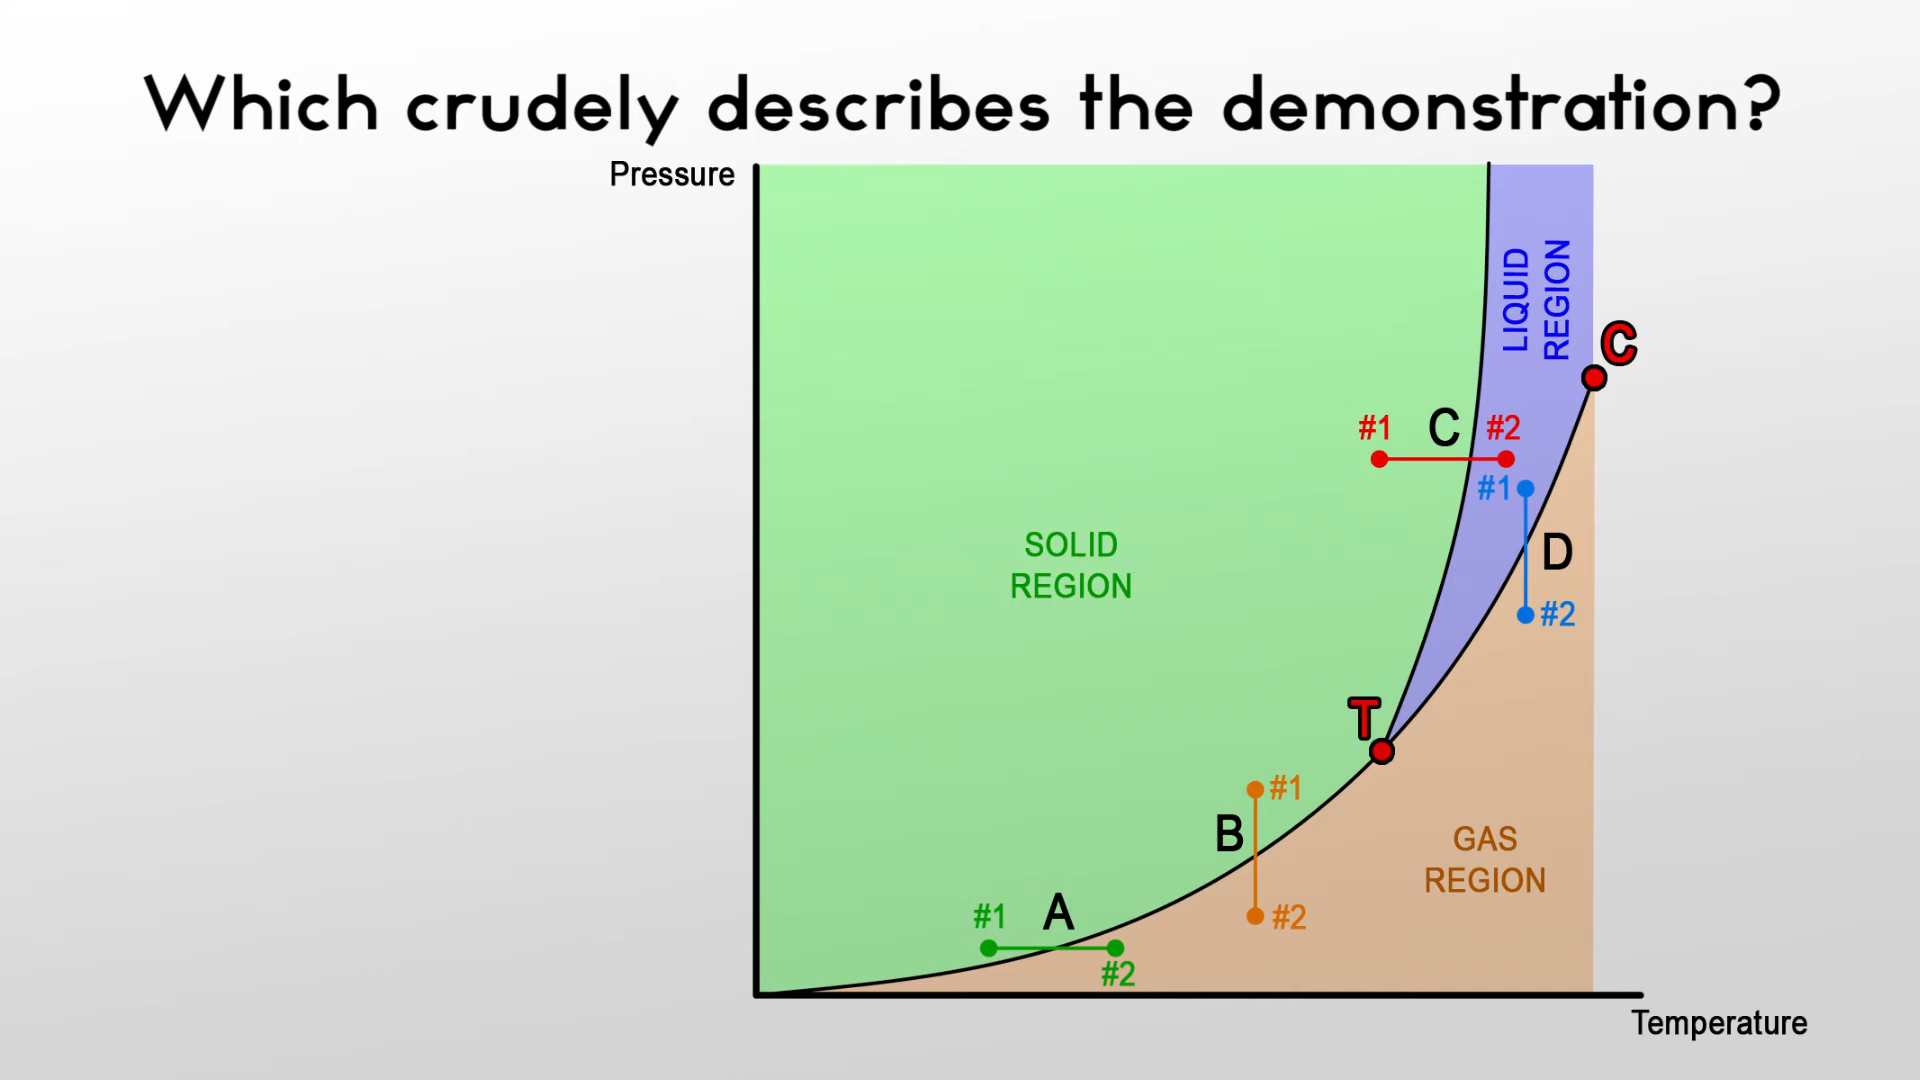 Which crudely describes the demonstration?
Pressure
LIQUID
REGION
C
#1 C #2
#1
SOLID
REGION
D
#2
T
#1
B
GAS
REGION
#2
#1 A
#2
Temperature